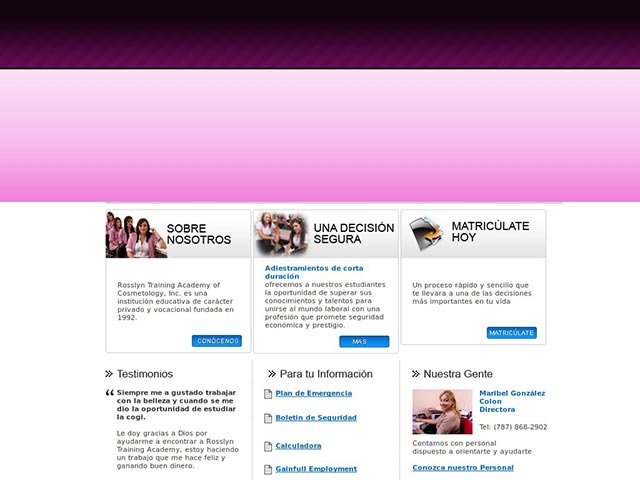 SOBRE
NOSOTROS
Rosslyn Training Academy of
Cosmetology, Inc. es una
institución educativa de carácter
privado y vocacional fundada en
1992.
CONÓCENOS
UNA DECISIÓN
SEGURA
Adiestramientos de corta
duración
ofrecemos a nuestros estudiantes
la oportunidad de superar sus
conocimientos y talentos para
unirse al mundo laboral con una
profesión que promete seguridad
económica y prestigio.
MAS
MATRICÚLATE
HOY
Un proceso rápido y sencillo que
te llevara a una de las decisiones
más importantes en tu vida
MATRICÚLATE
Testimonios
Siempre me a gustado trabajar
con la belleza y cuando se me
dio la oportunidad de estudiar
la cogi.
Le doy gracias a Dios por
ayudarme a encontrar a Rosslyn
Training Academy, estoy haciendo
un trabajo que me hace feliz y
ganando buen dinero.
Para tu Información
Plan de Emergencia
Boletin de Seguridad
Calculadora
Gainfull Employment
Nuestra Gente
Maribel González
Colon
Directora
Tel: (787) 868-2902
Contamos con personal
dispuesto a orientarte y ayudarte
Conozca nuestro Personal